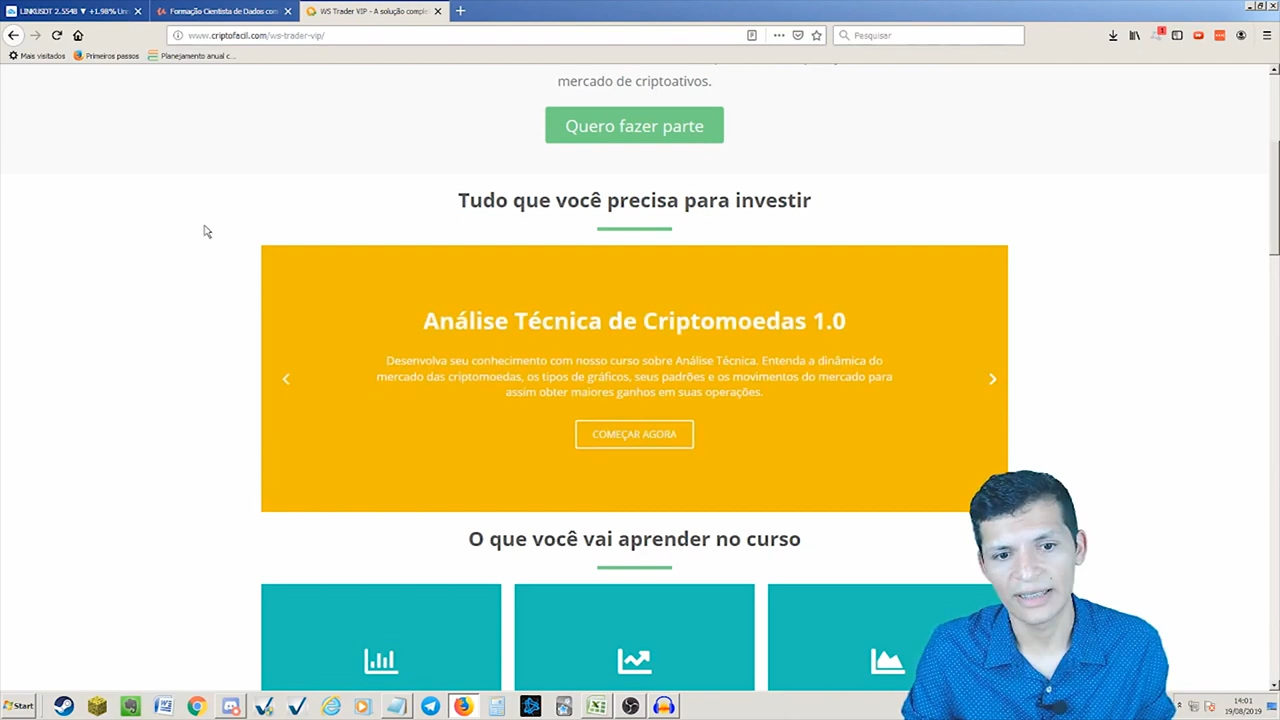 LINKUSDT 2.5548 ▼ +1.98% Un
Formação Cientista de Dados com
WS Trader VIP - A solução comple
www.criptofacil.com/ws-trader-vip/
Pesquisar
Mais visitados
Primeiros passos
Planejamento anual c...
mercado de criptoativos.
Quero fazer parte
Tudo que você precisa para investir
Análise Técnica de Criptomoedas 1.0
Desenvolva seu conhecimento com nosso curso sobre Análise Técnica. Entenda a dinâmica do
mercado das criptomoedas, os tipos de gráficos, seus padrões e os movimentos do mercado para
assim obter maiores ganhos em suas operações.
COMEÇAR AGORA
O que você vai aprender no curso
Start
14:01
19/08/2019